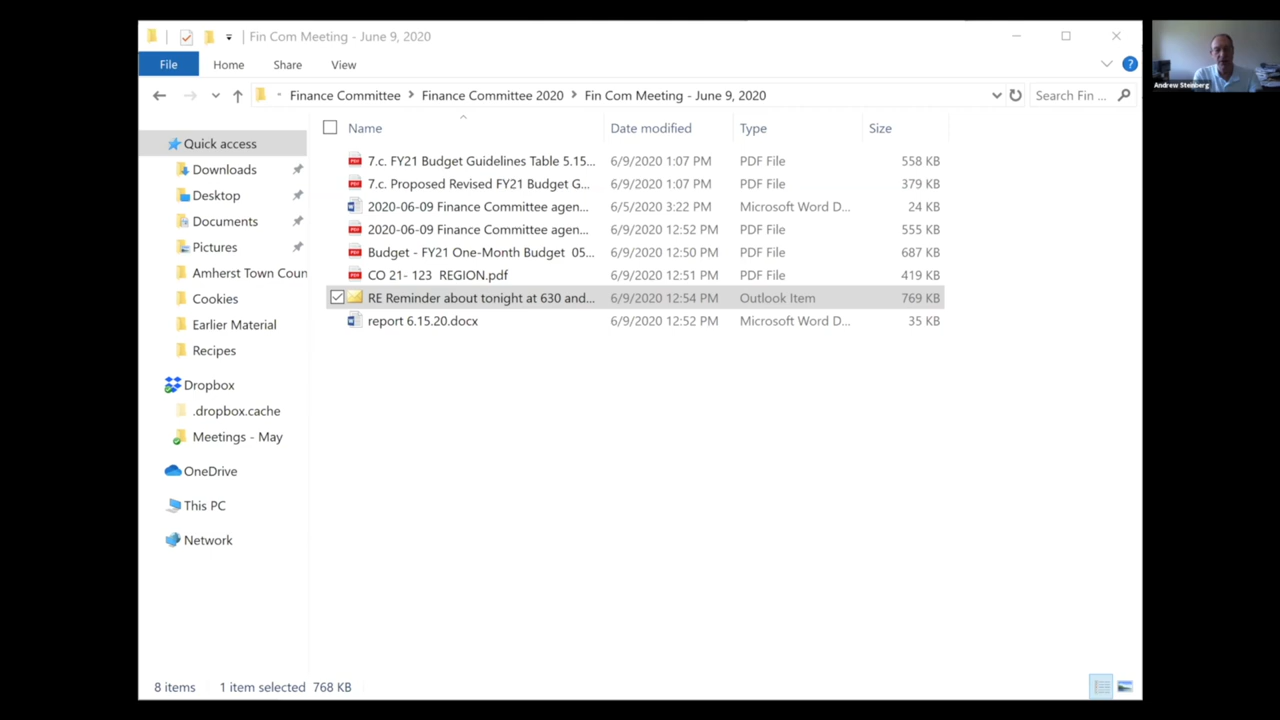 Fin Com Meeting - June 9, 2020
File Home Share View
Finance Committee Finance Committee 2020 Fin Com Meeting - June 9, 2020 Search Fin ...
Name Date modified Type Size
Quick access
Downloads
Desktop
Documents
Pictures
Amherst Town Coun
Cookies
Earlier Material
Recipes
Dropbox
.dropbox.cache
Meetings - May
OneDrive
This PC
Network
7.c. FY21 Budget Guidelines Table 5.15... 6/9/2020 1:07 PM PDF File 558 KB
7.c. Proposed Revised FY21 Budget G... 6/9/2020 1:07 PM PDF File 379 KB
2020-06-09 Finance Committee agen... 6/5/2020 3:22 PM Microsoft Word D... 24 KB
2020-06-09 Finance Committee agen... 6/9/2020 12:52 PM PDF File 555 KB
Budget - FY21 One-Month Budget 05... 6/9/2020 12:50 PM PDF File 687 KB
CO 21- 123 REGION.pdf 6/9/2020 12:51 PM PDF File 419 KB
RE Reminder about tonight at 630 and... 6/9/2020 12:54 PM Outlook Item 769 KB
report 6.15.20.docx 6/9/2020 12:52 PM Microsoft Word D... 35 KB
8 items 1 item selected 768 KB
Andrew Steinberg